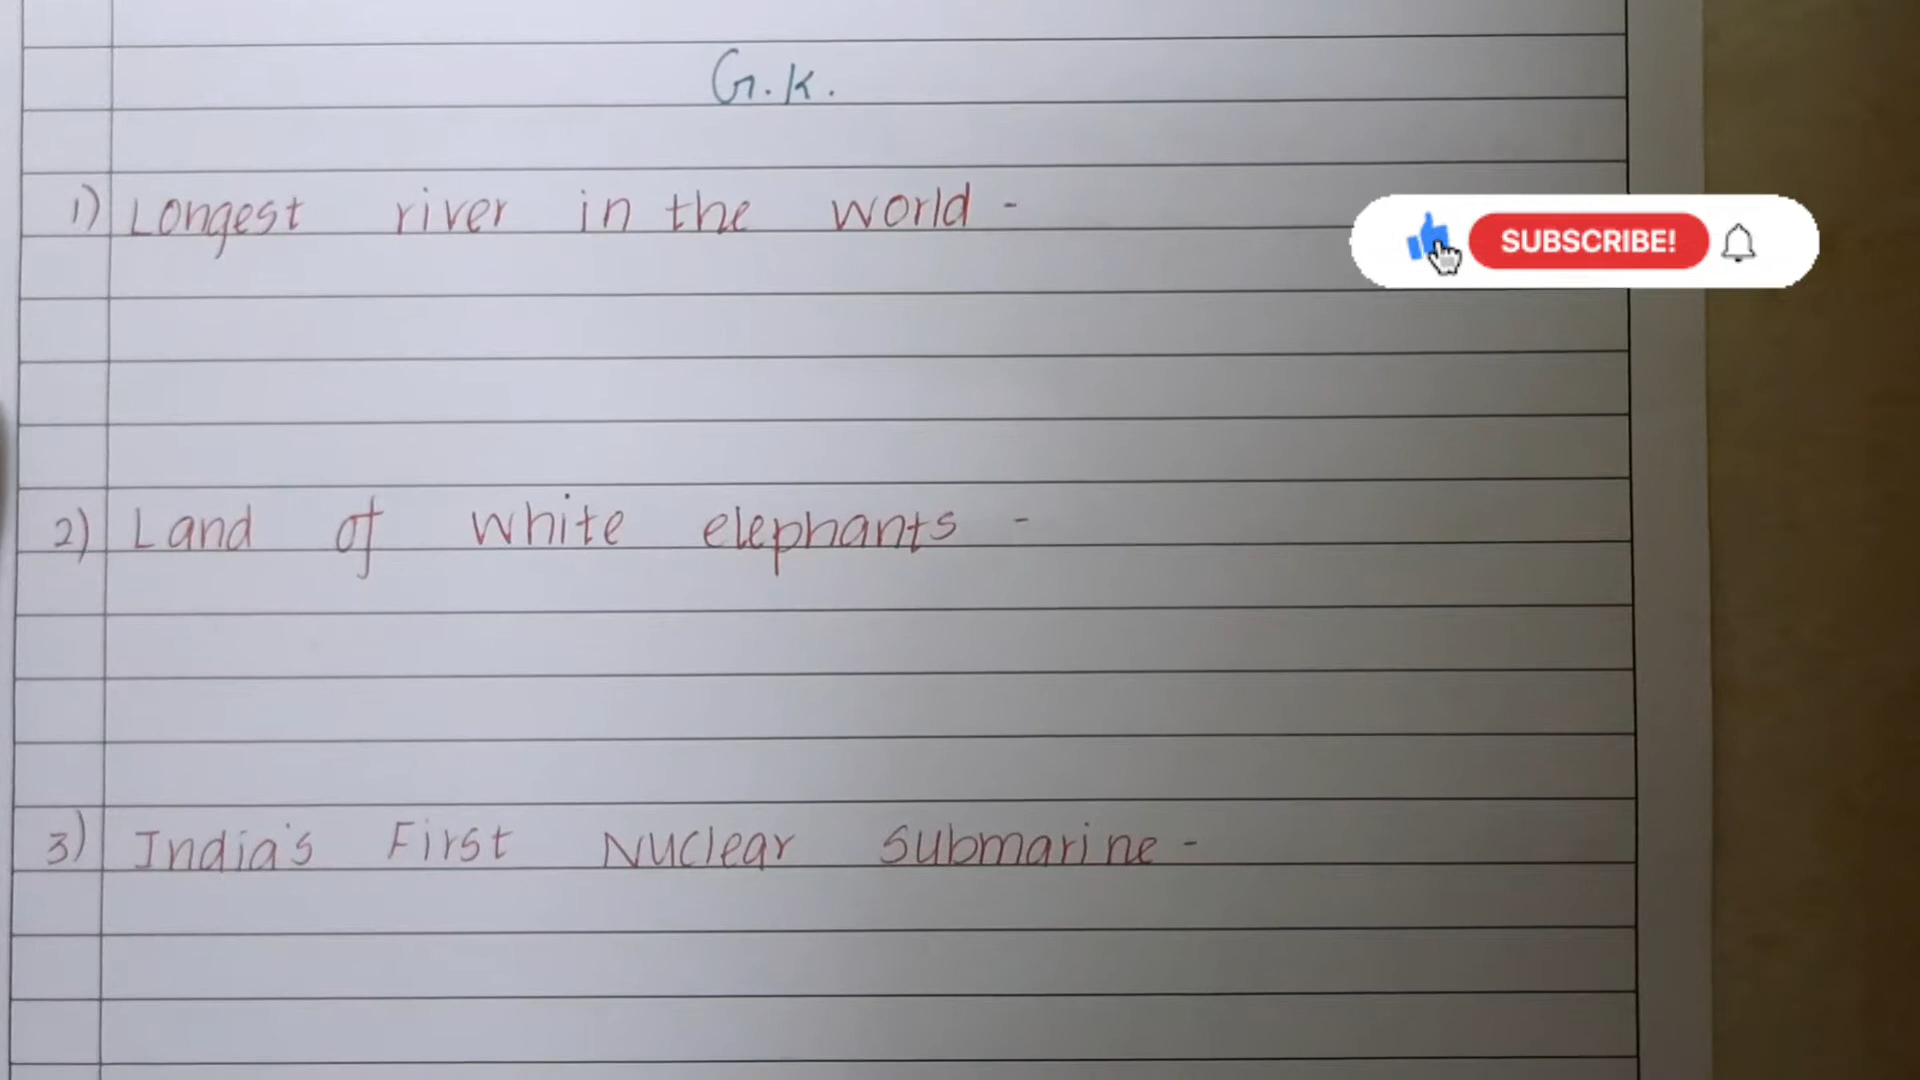 G.K.
1) Longest river in the world -
SUBSCRIBE!
2) Land of white elephants -
3) India's First Nuclear submarine -